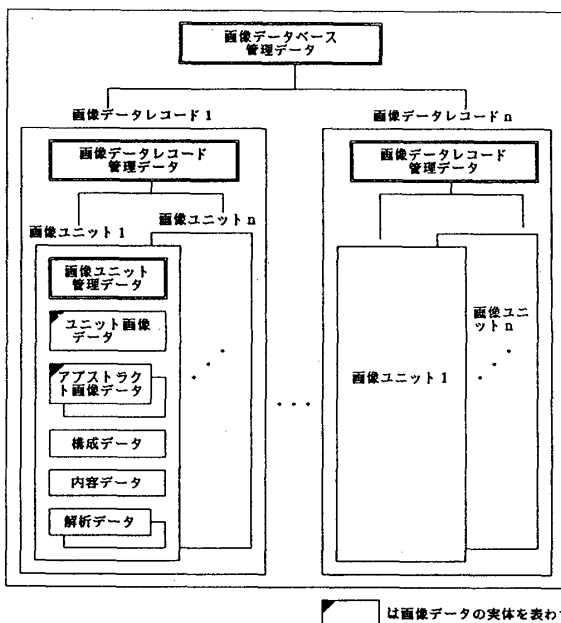 画像データベース
管理データ
画像データレコード1
画像データレコードn
画像データレコード
管理データ
画像データレコード
管理データ
画像ユニット1
画像ユニットn
画像ユニット
管理データ
ユニット画像
データ
アブストラク
ト画像データ
構成データ
内容データ
解析データ
・・・
・・・
画像ユニット1
画像ユニ
ットn
・・・
は画像データの実体を表わす